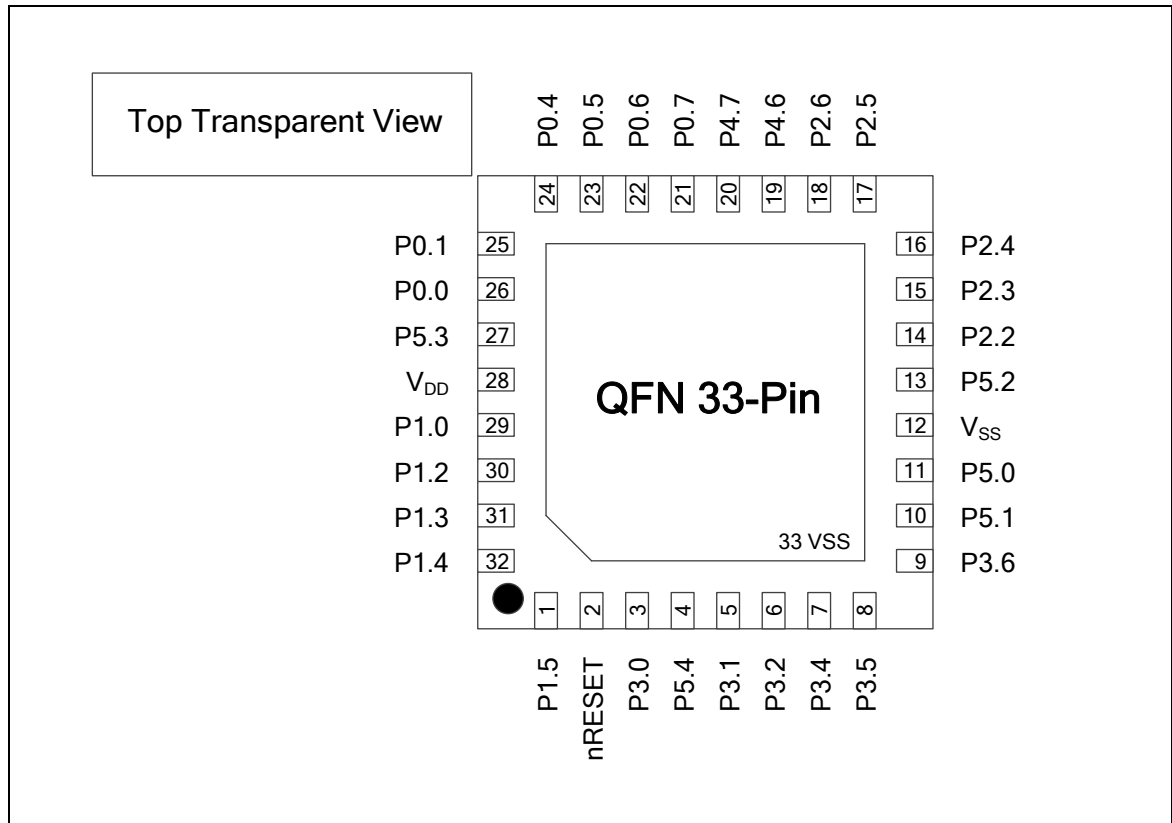 Top Transparent View
P0.4
P0.5
P0.6
P0.7
P4.7
P4.6
P2.6
P2.5
24
23
22
21
20
19
18
17
P0.1 25
P0.0 26
P5.3 27
VDD 28
P1.0 29
P1.2 30
P1.3 31
P1.4 32
QFN 33-Pin
33 VSS
16 P2.4
15 P2.3
14 P2.2
13 P5.2
12 VSS
11 P5.0
10 P5.1
9 P3.6
1
2
3
4
5
6
7
8
P1.5
nRESET
P3.0
P5.4
P3.1
P3.2
P3.4
P3.5